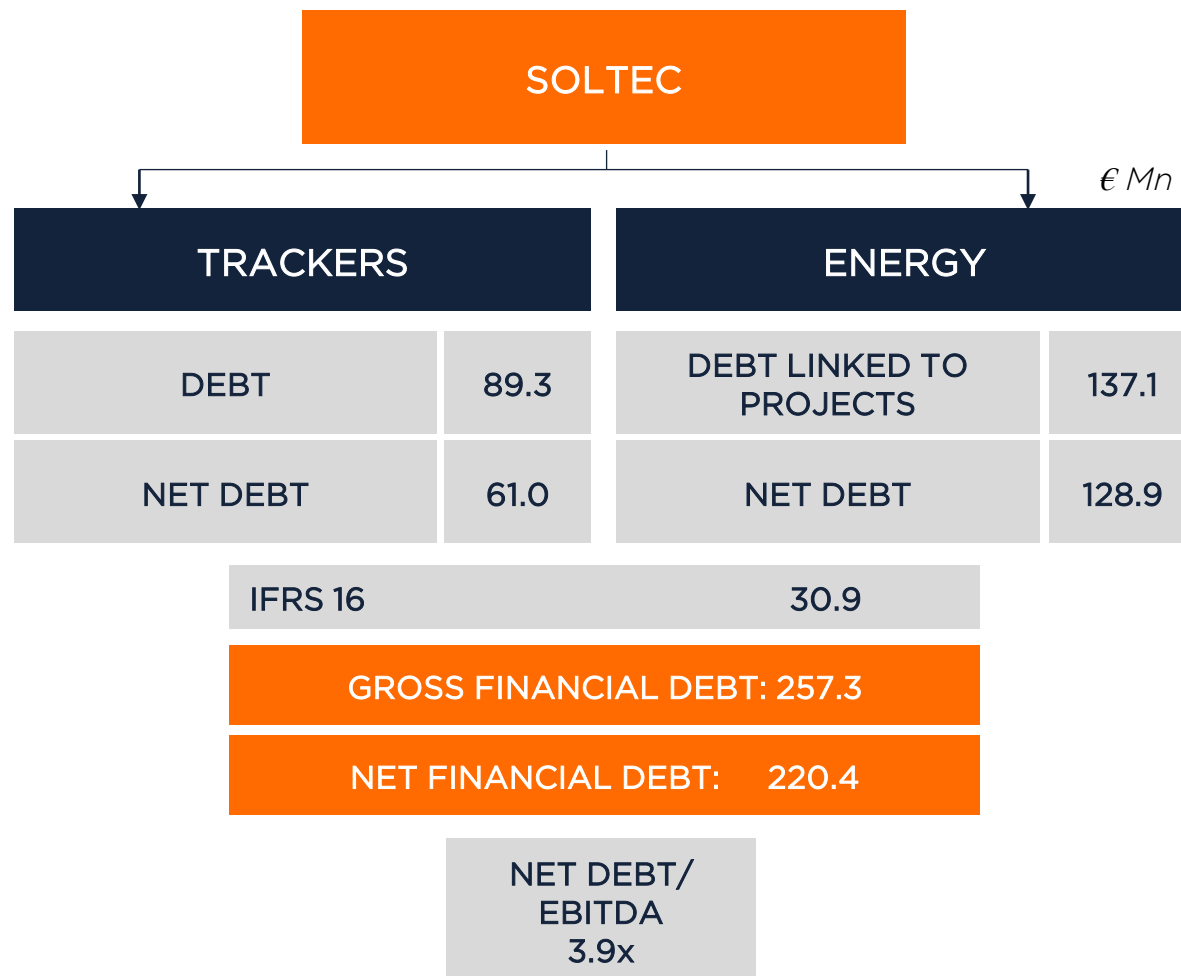 SOLTEC
€ Mn
TRACKERS
ENERGY
DEBT
89.3
DEBT LINKED TO
PROJECTS
137.1
NET DEBT
61.0
NET DEBT
128.9
IFRS 16 30.9
GROSS FINANCIAL DEBT: 257.3
NET FINANCIAL DEBT: 220.4
NET DEBT/
EBITDA
3.9x